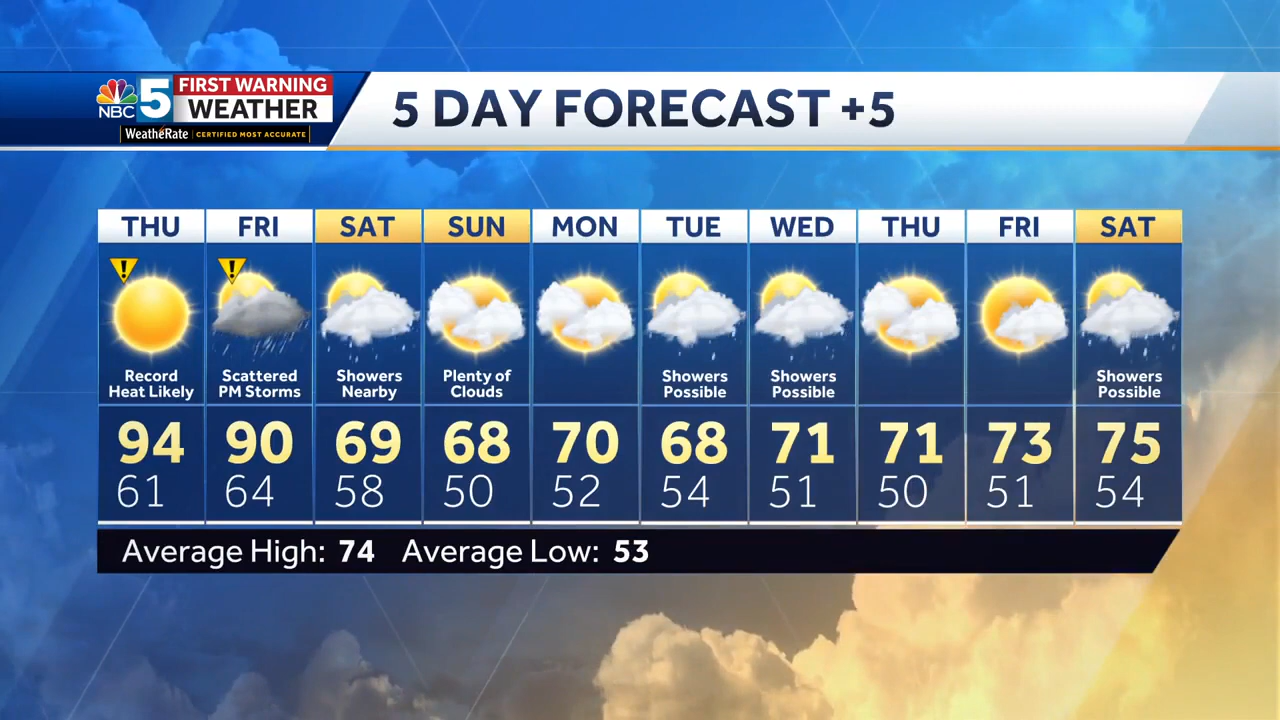 NBC 5 FIRST WARNING
WEATHER
WeatheRate CERTIFIED MOST ACCURATE
5 DAY FORECAST +5
THU FRI SAT SUN MON TUE WED THU FRI SAT
! !
Record Scattered Showers Plenty of Showers Showers Showers
Heat Likely PM Storms Nearby Clouds Possible Possible Possible
94 90 69 68 70 68 71 71 73 75
61 64 58 50 52 54 51 50 51 54
Average High: 74 Average Low: 53